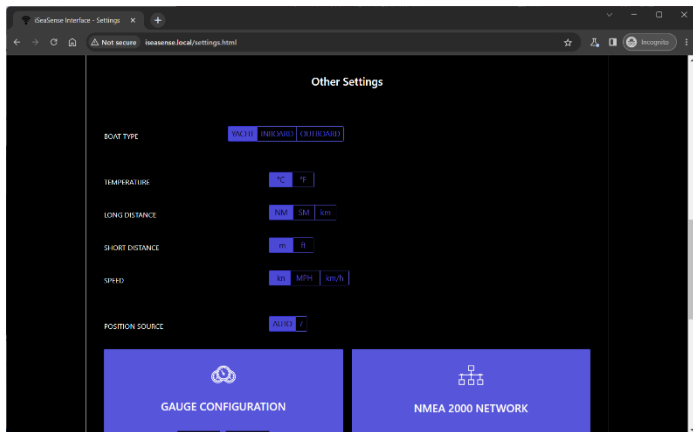 iSeaSense Interface - Settings
Not secure iseasense.local/settings.html Incognito
Other Settings
BOAT TYPE YACHT INBOARD OUTBOARD
TEMPERATURE °C °F
LONG DISTANCE NM SM km
SHORT DISTANCE m ft
SPEED kn MPH km/h
POSITION SOURCE AUTO /
GAUGE CONFIGURATION NMEA 2000 NETWORK